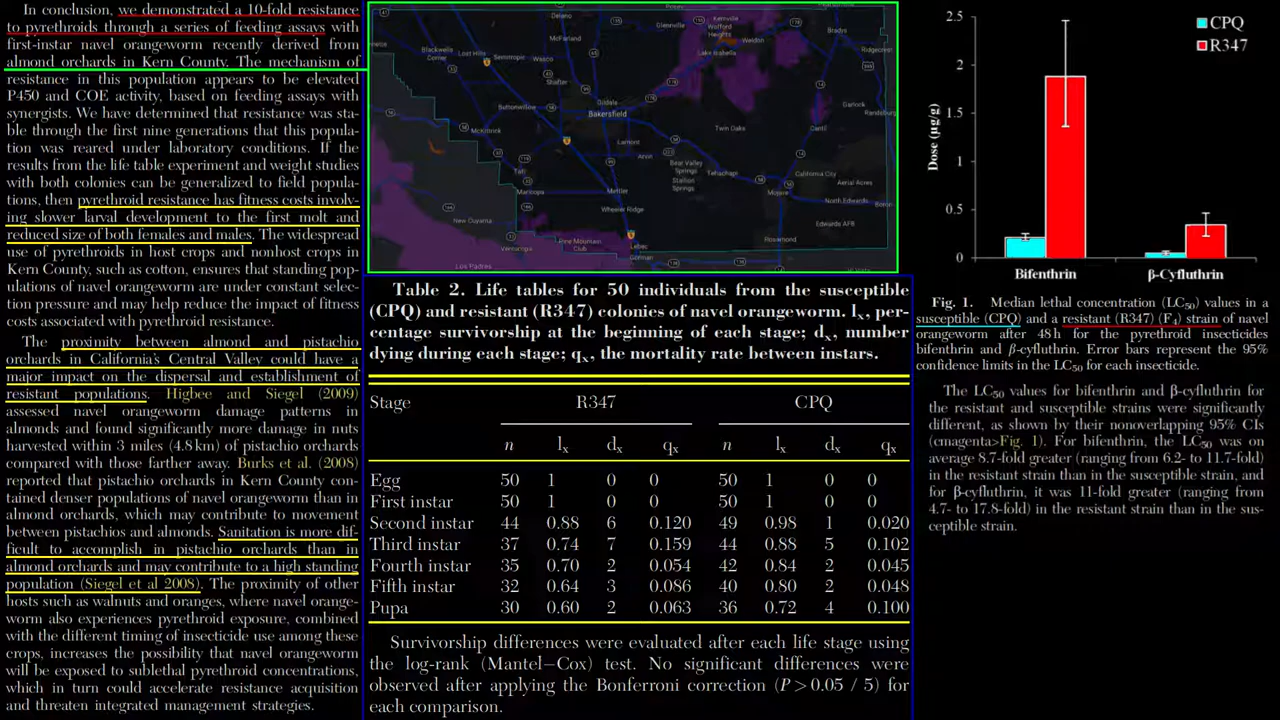 In conclusion, we demonstrated a 10-fold resistance
to pyrethroids through a series of feeding assays with
first-instar navel orangeworm recently derived from
almond orchards in Kern County. The mechanism of
resistance in this population appears to be elevated
P450 and COE activity, based on feeding assays with
synergists. We have determined that resistance was sta-
ble through the first nine generations that this popula-
tion was reared under laboratory conditions. If the
results from the life table experiment and weight studies
with both colonies can be generalized to field popula-
tions, then pyrethroid resistance has fitness costs involv-
ing slower larval development to the first molt and
reduced size of both females and males. The widespread
use of pyrethroids in host crops and nonhost crops in
Kern County, such as cotton, ensures that standing pop-
ulations of navel orangeworm are under constant selec-
tion pressure and may help reduce the impact of fitness
costs associated with pyrethroid resistance.
The proximity between almond and pistachio
orchards in California's Central Valley could have a
major impact on the dispersal and establishment of
resistant populations. Higbee and Siegel (2009)
assessed navel orangeworm damage patterns in
almonds and found significantly more damage in nuts
harvested within 3 miles (4.8 km) of pistachio orchards
compared with those farther away. Burks et al. (2008)
reported that pistachio orchards in Kern County con-
tained denser populations of navel orangeworm than in
almond orchards, which may contribute to movement
between pistachios and almonds. Sanitation is more dif-
ficult to accomplish in pistachio orchards than in
almond orchards and may contribute to a high standing
population (Siegel et al 2008). The proximity of other
hosts such as walnuts and oranges, where navel orange-
worm also experiences pyrethroid exposure, combined
with the different timing of insecticide use among these
crops, increases the possibility that navel orangeworm
will be exposed to sublethal pyrethroid concentrations,
which in turn could accelerate resistance acquisition
and threaten integrated management strategies.
Delano
Glennville
Kernville
Wofford
Heights
Weldon
Lake Isabella
McFarland
Blackwells
Corner
Lost Hills
Semitropic
Wasco
Shafter
Ridgecrest
Buttonwillow
Oildale
Bakersfield
Garlock
Randsburg
McKittrick
Lamont
Twin Oaks
Cantil
Taft
Arvin
Bear Valley
Springs
Stallion
Springs
Tehachapi
California City
Aerial Acres
Maricopa
Mettler
Mojave
North Edwards
Boron
Wheeler Ridge
New Cuyama
Edwards AFB
Ventucopa
Pine Mountain
Club
Lebec
Gorman
Rosamond
Los Padres
Table 2. Life tables for 50 individuals from the susceptible
(CPQ) and resistant (R347) colonies of navel orangeworm. lx, per-
centage survivorship at the beginning of each stage; dx, number
dying during each stage; qx, the mortality rate between instars.
Stage R347 CPQ
n lx dx qx n lx dx qx
Egg 50 1 0 0 50 1 0 0
First instar 50 1 0 0 50 1 0 0
Second instar 44 0.88 6 0.120 49 0.98 1 0.020
Third instar 37 0.74 7 0.159 44 0.88 5 0.102
Fourth instar 35 0.70 2 0.054 42 0.84 2 0.045
Fifth instar 32 0.64 3 0.086 40 0.80 2 0.048
Pupa 30 0.60 2 0.063 36 0.72 4 0.100
Survivorship differences were evaluated after each life stage using
the log-rank (Mantel–Cox) test. No significant differences were
observed after applying the Bonferroni correction (P > 0.05 / 5) for
each comparison.
2.5
2
1.5
1
0.5
0
Dose (µg/g)
CPQ
R347
Bifenthrin
β-Cyfluthrin
Fig. 1. Median lethal concentration (LC50) values in a
susceptible (CPQ) and a resistant (R347) (F4) strain of navel
orangeworm after 48 h for the pyrethroid insecticides
bifenthrin and β-cyfluthrin. Error bars represent the 95%
confidence limits in the LC50 for each insecticide.
The LC50 values for bifenthrin and β-cyfluthrin for
the resistant and susceptible strains were significantly
different, as shown by their nonoverlapping 95% CIs
(cmagenta>Fig. 1). For bifenthrin, the LC50 was on
average 8.7-fold greater (ranging from 6.2- to 11.7-fold)
in the resistant strain than in the susceptible strain, and
for β-cyfluthrin, it was 11-fold greater (ranging from
4.7- to 17.8-fold) in the resistant strain than in the sus-
ceptible strain.